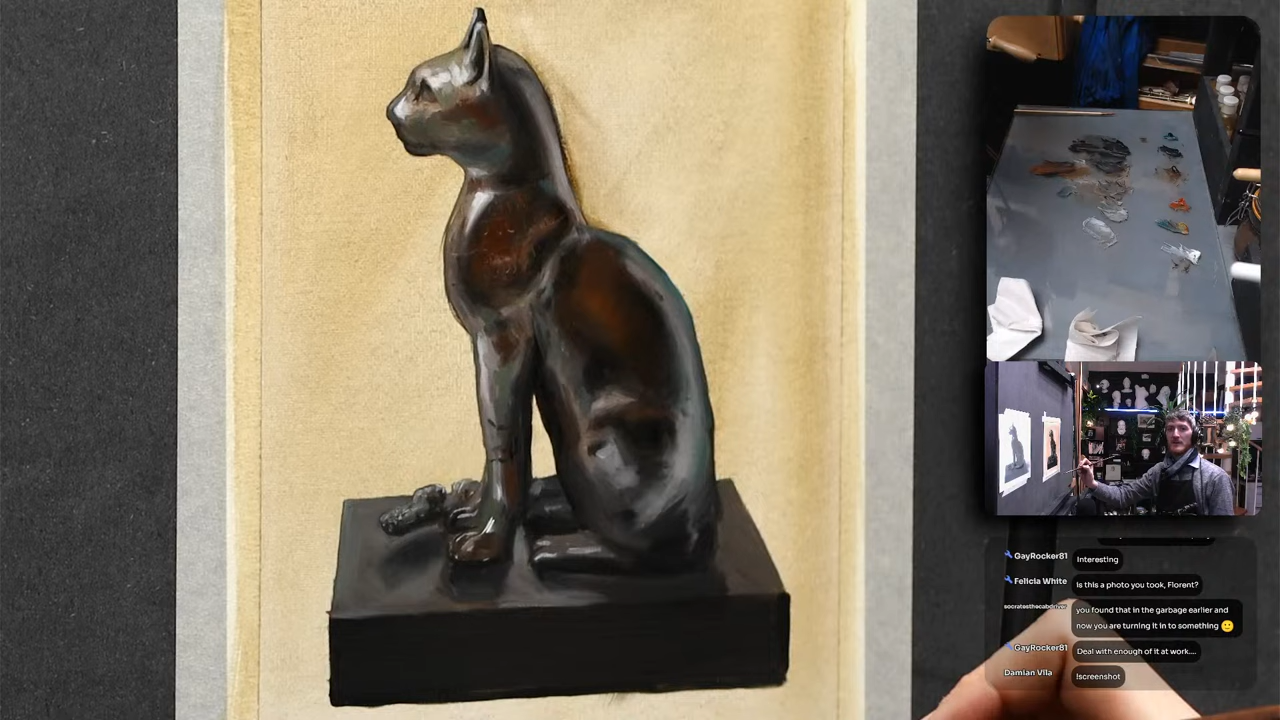 GayRocker81
Interesting
Felicia White
is this a photo you took, Florent?
socratesthecabdriver
you found that in the garbage earlier and
now you are turning it in to something 🙂
GayRocker81
Deal with enough of it at work....
Damian Vila
!screenshot